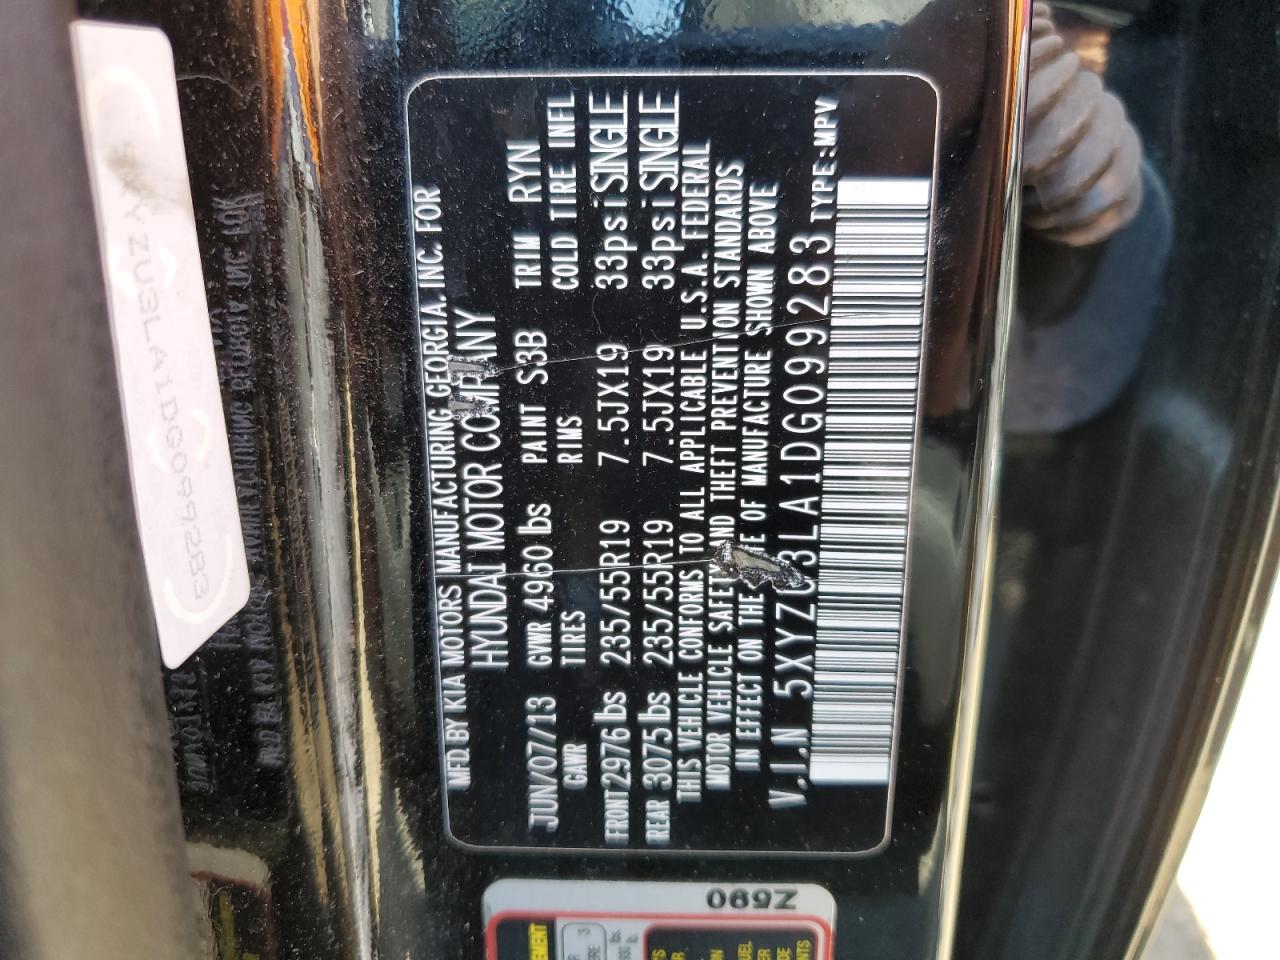 MFD BY KIA MOTORS MANUFACTURING GEORGIA, INC. FOR
HYUNDAI MOTOR COMPANY
JUN/07/13 GVWR 4960 lbs PAINT S3B TRIM RYN
GAWR TIRES RIMS COLD TIRE INFL
FRONT 2976 lbs 235/55R19 7.5JX19 33psi SINGLE
REAR 3075 lbs 235/55R19 7.5JX19 33psi SINGLE
THIS VEHICLE CONFORMS TO ALL APPLICABLE U.S.A. FEDERAL
MOTOR VEHICLE SAFETY AND THEFT PREVENTION STANDARDS
IN EFFECT ON THE OF MANUFACTURE SHOWN ABOVE
V.I.N 5XYZU3LA1DG099283 TYPE:MPV
YZU3LA1DG099283
Z590